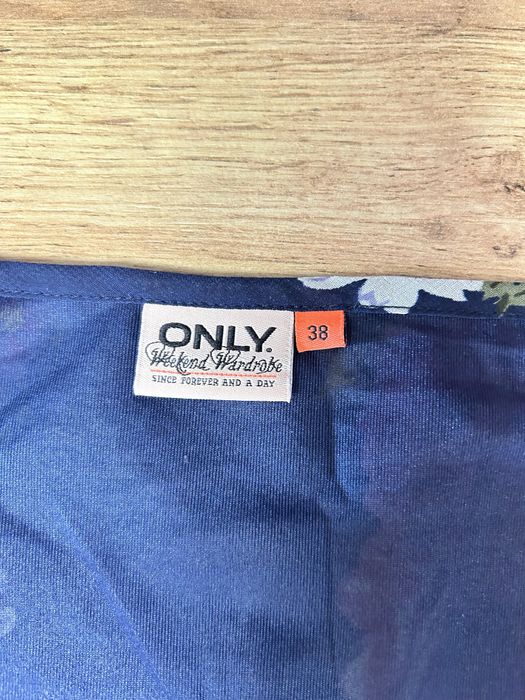 ONLY.
Weekend Wardrobe
SINCE FOREVER AND A DAY
38